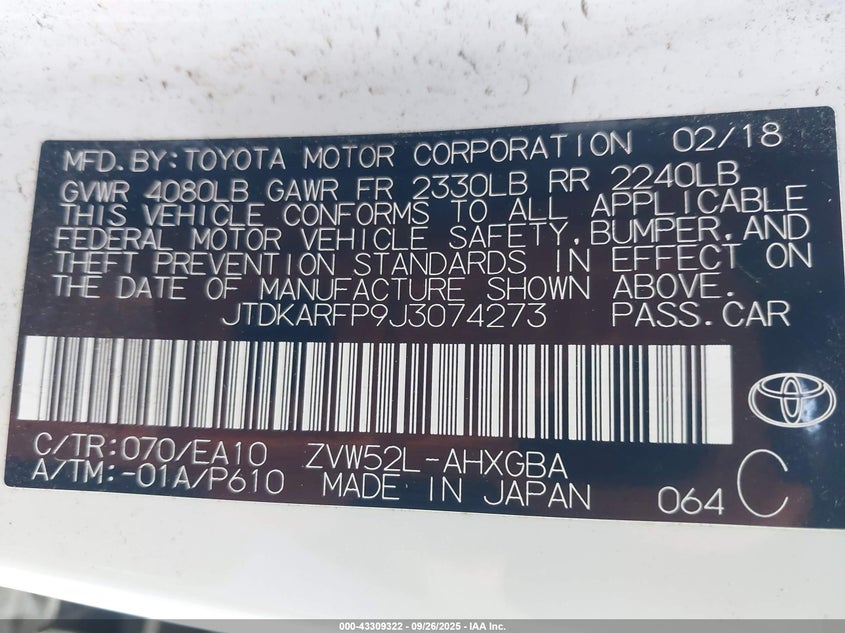 MFD.BY:TOYOTA MOTOR CORPORATION 02/18
GVWR 4080LB GAWR FR 2330LB RR 2240LB
THIS VEHICLE CONFORMS TO ALL APPLICABLE
FEDERAL MOTOR VEHICLE SAFETY,BUMPER,AND
THEFT PREVENTION STANDARDS IN EFFECT ON
THE DATE OF MANUFACTURE SHOWN ABOVE.
JTDKARFP9J3074273 PASS.CAR
C/TR:070/EA10 ZVW52L-AHXGBA
A/TM:-01A/P610 MADE IN JAPAN 064 C
000-43309322 - 09/26/2025 - IAA Inc.